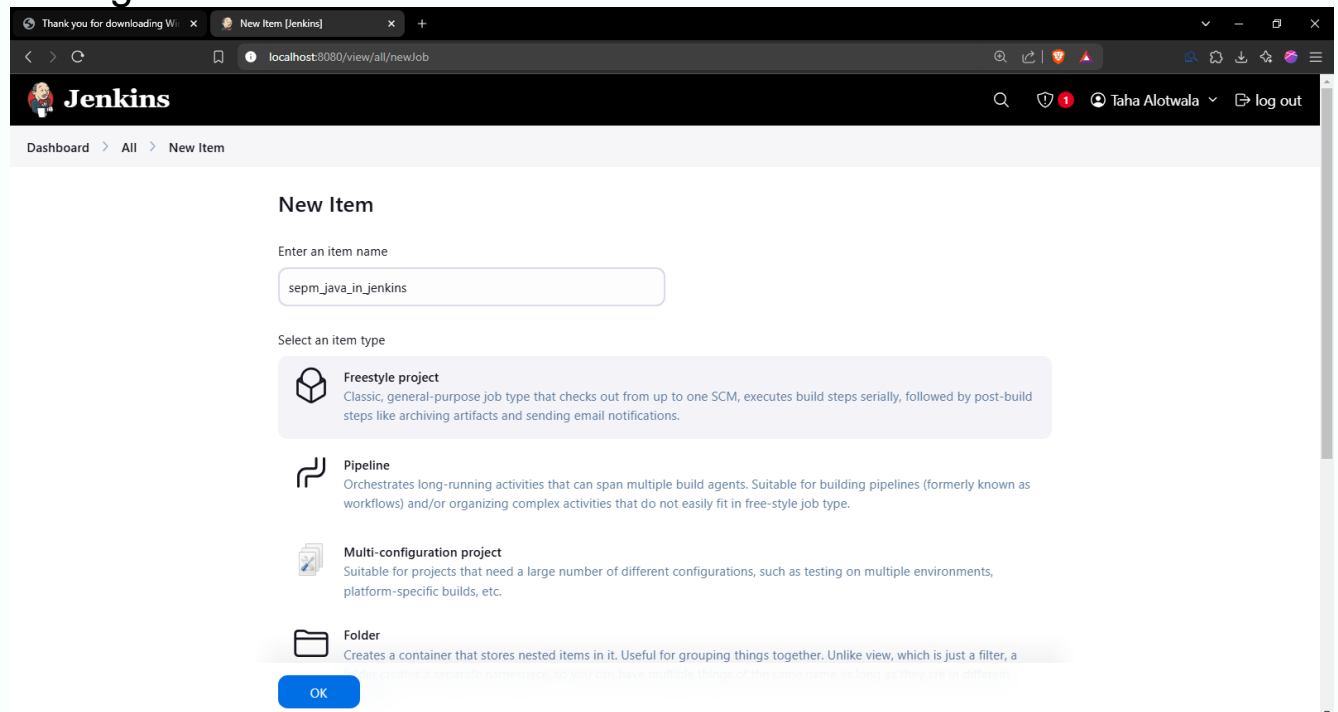 Thank you for downloading Wi
New Item [Jenkins]
localhost:8080/view/all/newJob
Jenkins
1
Taha Alotwala
log out
Dashboard > All > New Item
New Item
Enter an item name
sepm_java_in_jenkins
Select an item type
Freestyle project
Classic, general-purpose job type that checks out from up to one SCM, executes build steps serially, followed by post-build
steps like archiving artifacts and sending email notifications.
Pipeline
Orchestrates long-running activities that can span multiple build agents. Suitable for building pipelines (formerly known as
workflows) and/or organizing complex activities that do not easily fit in free-style job type.
Multi-configuration project
Suitable for projects that need a large number of different configurations, such as testing on multiple environments,
platform-specific builds, etc.
Folder
Creates a container that stores nested items in it. Useful for grouping things together. Unlike view, which is just a filter, a
OK